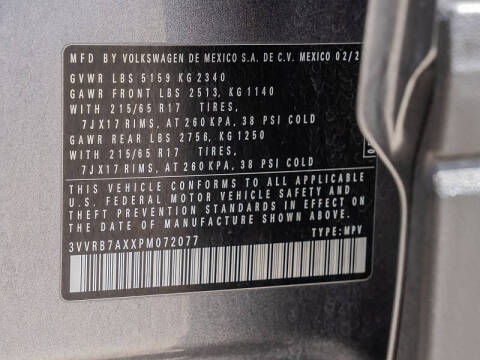 MFD BY VOLKSWAGEN DE MEXICO S.A. DE C.V. MEXICO 02/2
GVWR LBS 5159 KG 2340
GAWR FRONT LBS 2513, KG 1140
WITH 215/65 R17 TIRES,
7JX17 RIMS, AT 260 KPA, 38 PSI COLD
GAWR REAR LBS 2756, KG 1250
WITH 215/65 R17 TIRES,
7JX17 RIMS, AT 260 KPA, 38 PSI COLD
THIS VEHICLE CONFORMS TO ALL APPLICABLE
U.S. FEDERAL MOTOR VEHICLE SAFETY AND
THEFT PREVENTION STANDARDS IN EFFECT ON
THE DATE OF MANUFACTURE SHOWN ABOVE.
3VVRB7AXXPM072077 TYPE: MPV